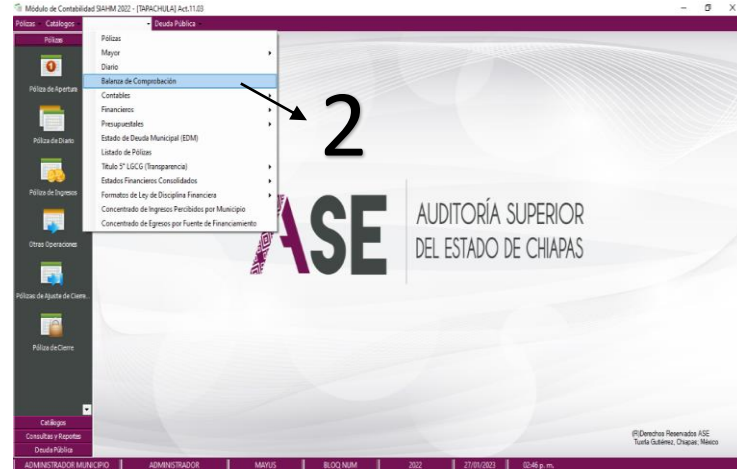 Módulo de Contabilidad SIAHM 2022 - [TAPACHULA] Act.11.03
Pólizas Catálogos Deuda Pública
Pólizas
Póliza de Apertura
Póliza de Diario
Póliza de Ingresos
Otras Operaciones
Pólizas de Ajuste de Cierre...
Póliza de Cierre
Catálogos
Consultas y Reportes
Deuda Pública
Pólizas
Mayor
Diario
Balanza de Comprobación
Contables
Financieros
Presupuestales
Estado de Deuda Municipal (EDM)
Listado de Pólizas
Título 5° LGCG (Transparencia)
Estados Financieros Consolidados
Formatos de Ley de Disciplina Financiera
Concentrado de Ingresos Percibidos por Municipio
Concentrado de Egresos por Fuente de Financiamiento
2
ASE
AUDITORÍA SUPERIOR
DEL ESTADO DE CHIAPAS
(R)Derechos Reservados ASE
Tuxtla Gutiérrez, Chiapas; México
ADMINISTRADOR MUNICIPIO ADMINISTRADOR MAYUS BLOQ NUM 2022 27/01/2023 02:46 p. m.